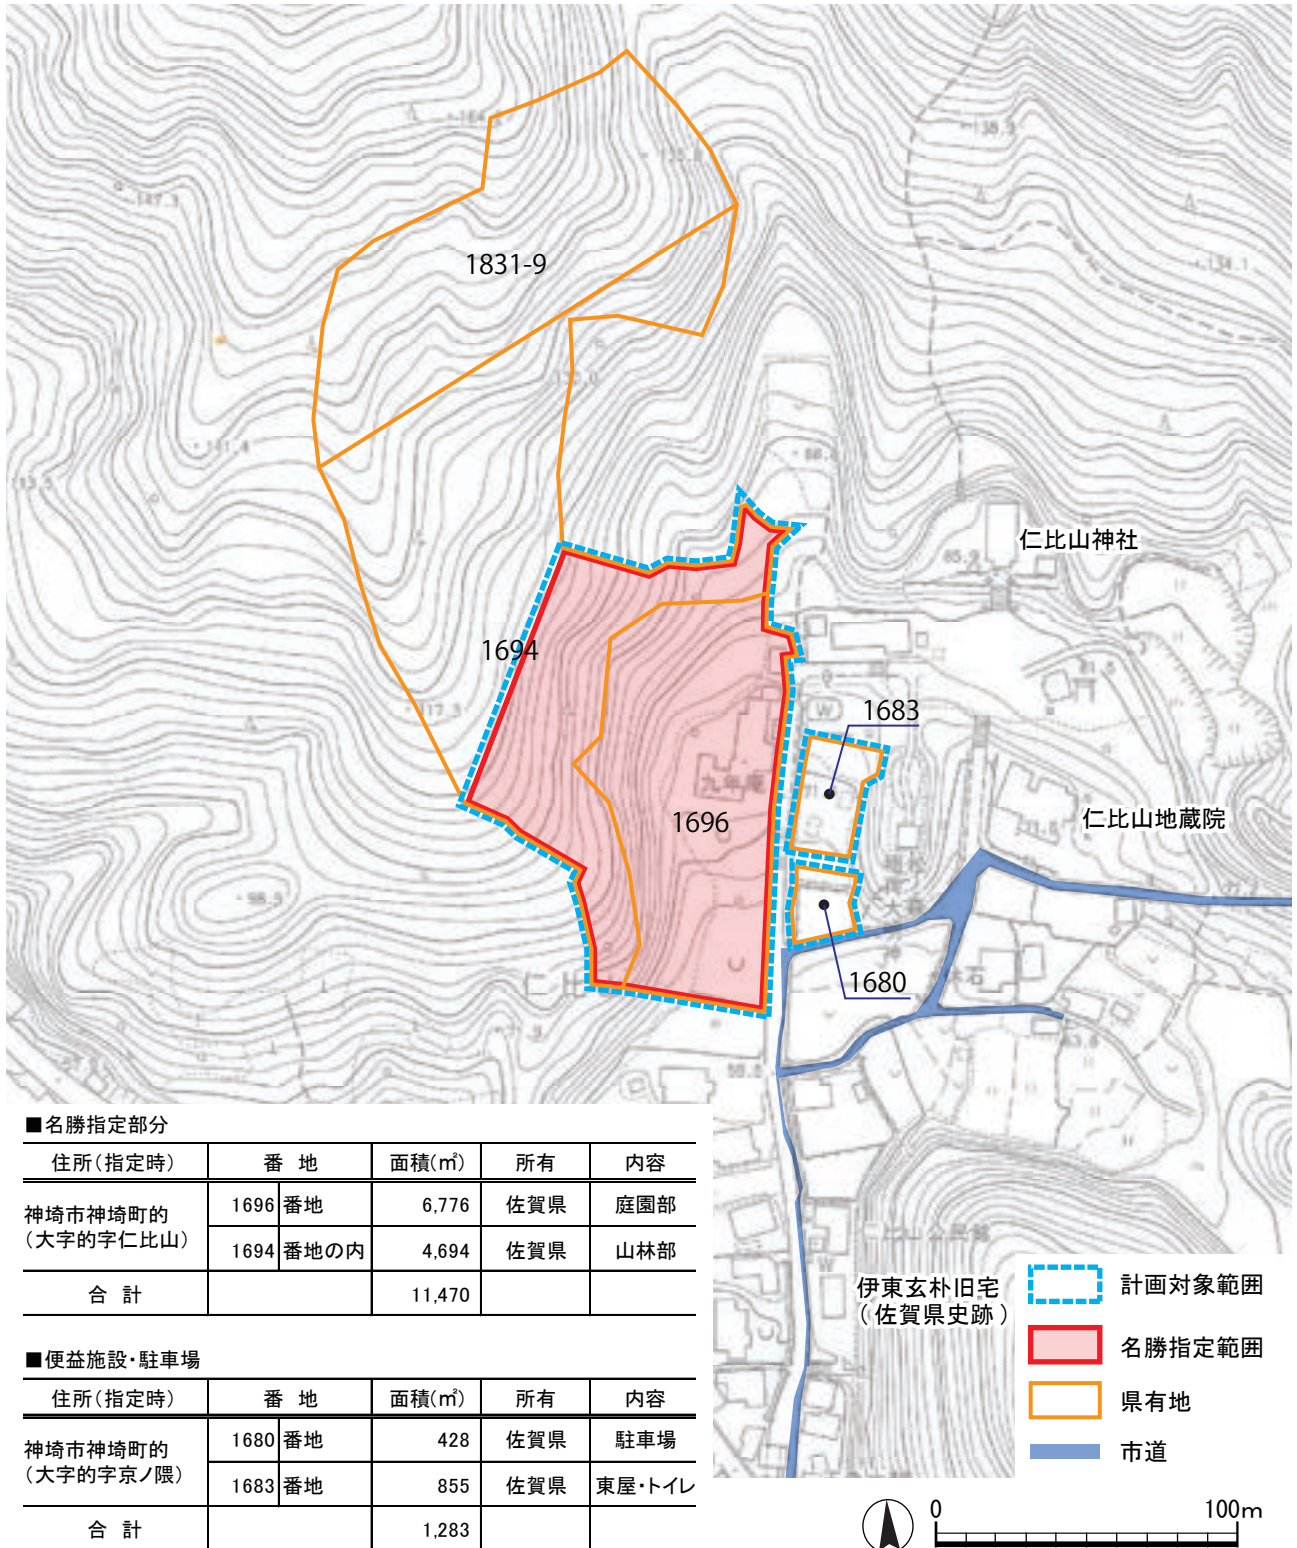 1831-9
仁比山神社
1694
1683
九年庵
仁比山地蔵院
1696
1680
伊東玄朴旧宅
（佐賀県史跡）
計画対象範囲
名勝指定範囲
県有地
市道
0 100m
■名勝指定部分
住所（指定時） 番 地 面積(㎡) 所有 内容
神埼市神埼町的
（大字的字仁比山）
1696 番地 6,776 佐賀県 庭園部
1694 番地の内 4,694 佐賀県 山林部
合 計 11,470
■便益施設・駐車場
住所（指定時） 番 地 面積(㎡) 所有 内容
神埼市神埼町的
（大字的字京ノ隈）
1680 番地 428 佐賀県 駐車場
1683 番地 855 佐賀県 東屋・トイレ
合 計 1,283